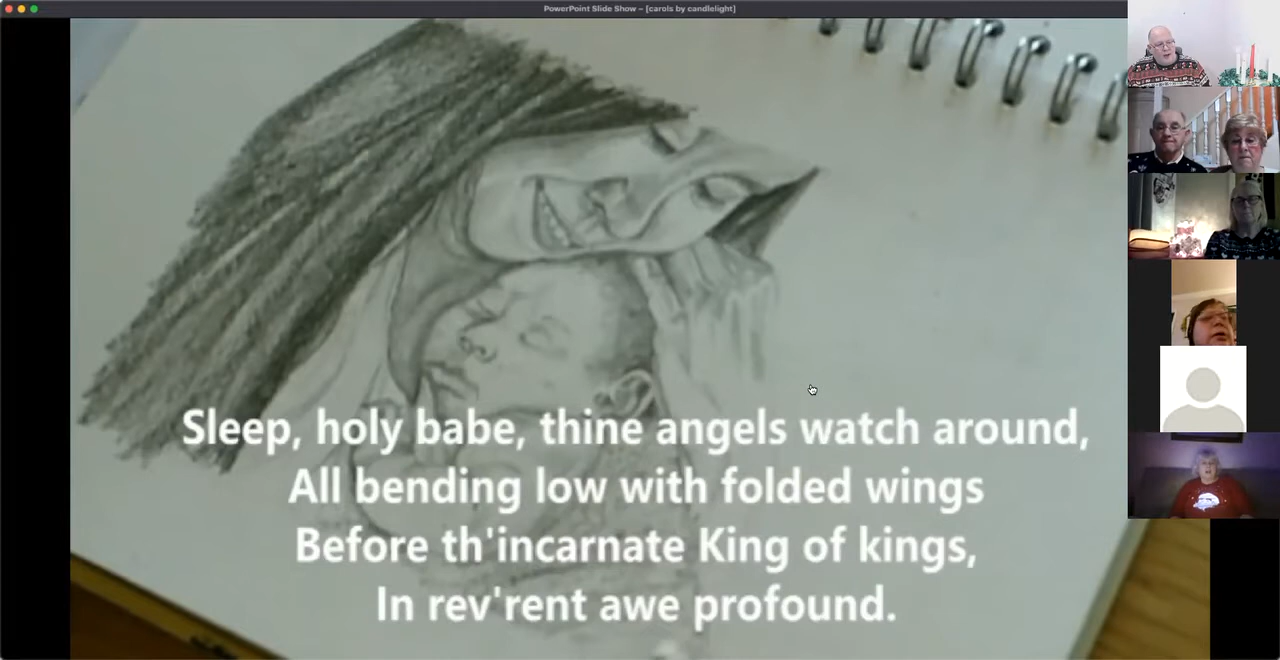 PowerPoint Slide Show – [carols by candlelight]
Sleep, holy babe, thine angels watch around,
All bending low with folded wings
Before th'incarnate King of kings,
In rev'rent awe profound.